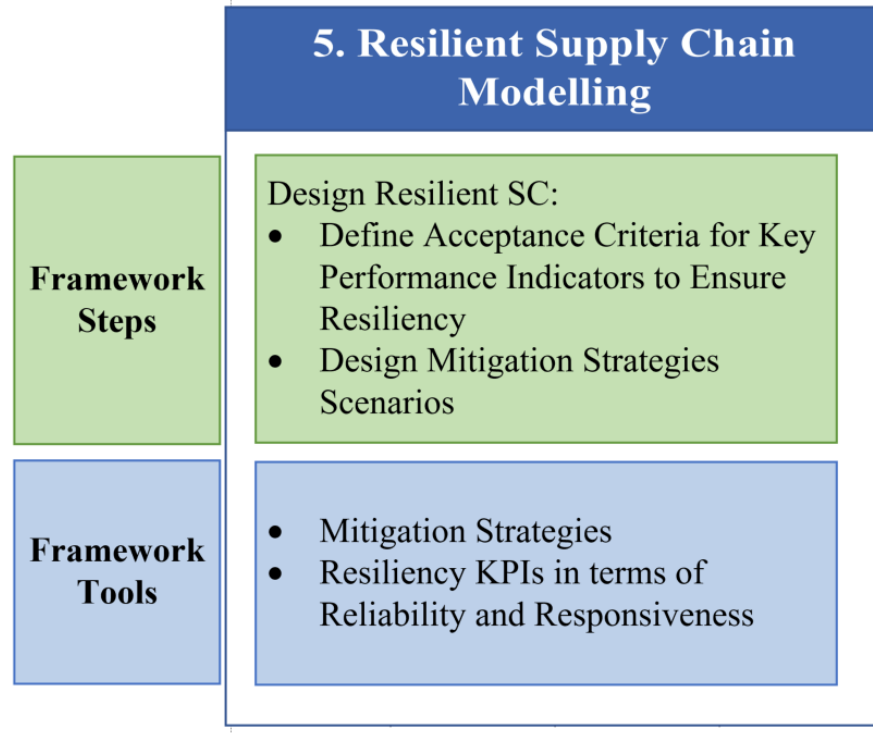 5. Resilient Supply Chain
Modelling
Framework
Steps
Design Resilient SC:
• Define Acceptance Criteria for Key
Performance Indicators to Ensure
Resiliency
• Design Mitigation Strategies
Scenarios
Framework
Tools
• Mitigation Strategies
• Resiliency KPIs in terms of
Reliability and Responsiveness